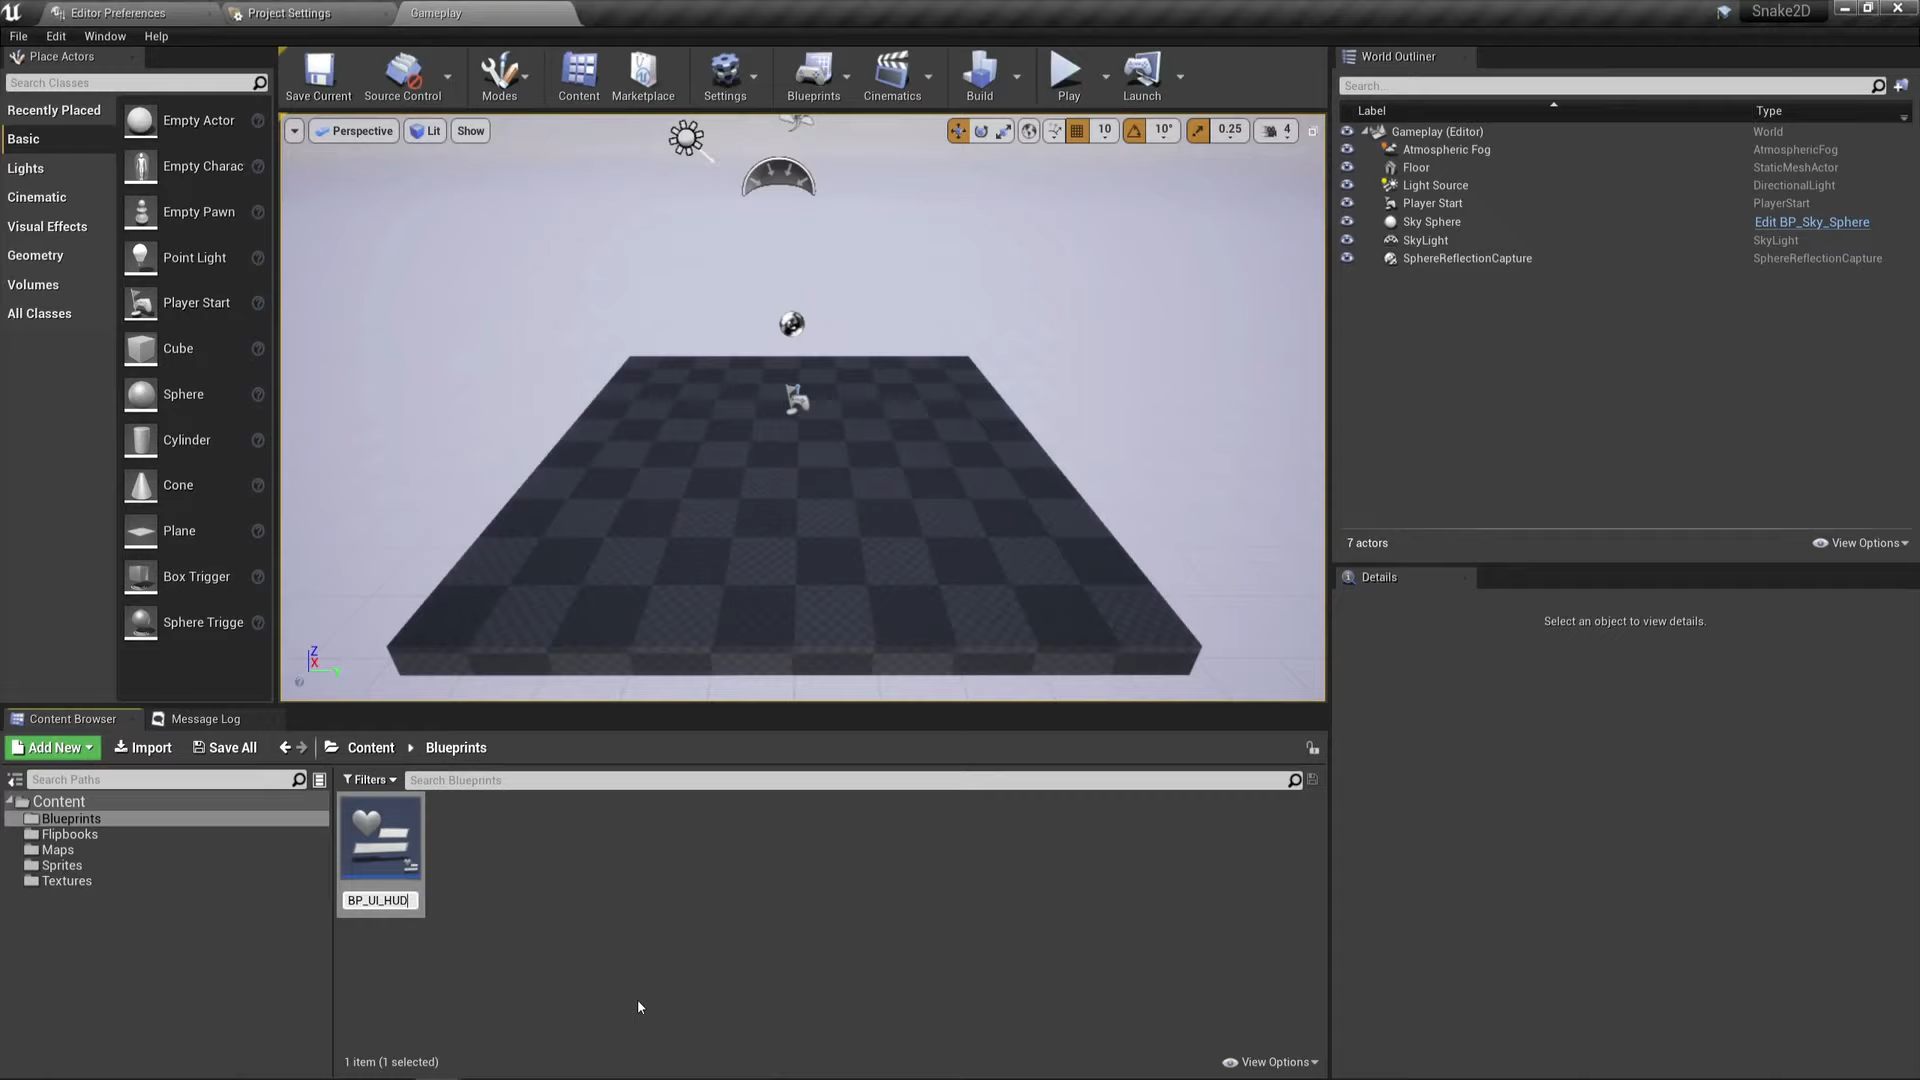 Editor Preferences
Project Settings
Gameplay
Snake2D
File Edit Window Help
Place Actors
Search Classes
Recently Placed
Basic
Lights
Cinematic
Visual Effects
Geometry
Volumes
All Classes
Empty Actor
Empty Charac
Empty Pawn
Point Light
Player Start
Cube
Sphere
Cylinder
Cone
Plane
Box Trigger
Sphere Trigge
Save Current
Source Control
Modes
Content
Marketplace
Settings
Blueprints
Cinematics
Build
Play
Launch
Perspective
Lit
Show
10
10°
0.25
4
Z
X
Y
World Outliner
Search...
Label Type
Gameplay (Editor) World
Atmospheric Fog AtmosphericFog
Floor StaticMeshActor
Light Source DirectionalLight
Player Start PlayerStart
Sky Sphere Edit BP_Sky_Sphere
SkyLight SkyLight
SphereReflectionCapture SphereReflectionCapture
7 actors
View Options
Details
Select an object to view details.
Content Browser
Message Log
Add New
Import
Save All
Content
Blueprints
Search Paths
Filters
Search Blueprints
Content
Blueprints
Flipbooks
Maps
Sprites
Textures
BP_UI_HUD
1 item (1 selected)
View Options